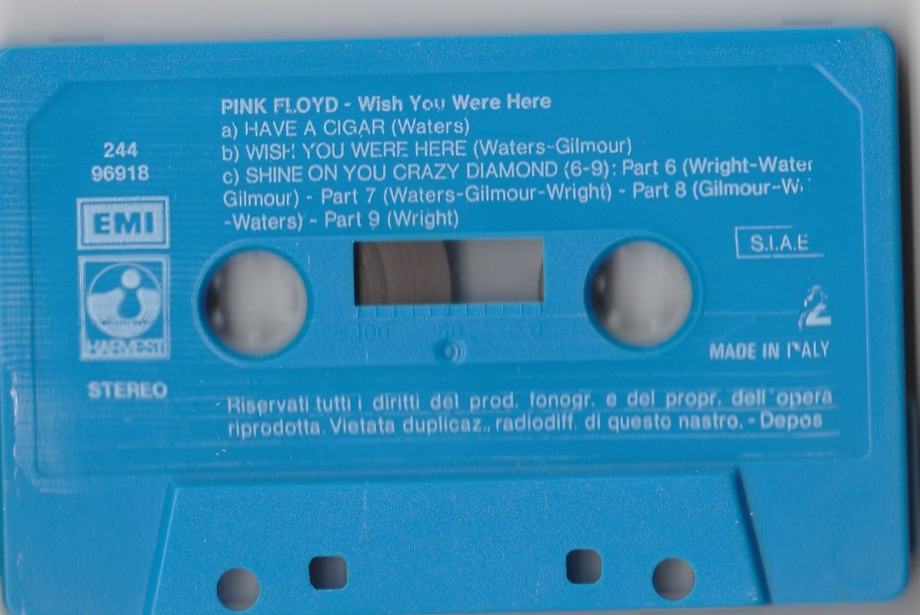 PINK FLOYD - Wish You Were Here
a) HAVE A CIGAR (Waters)
b) WISH YOU WERE HERE (Waters-Gilmour)
c) SHINE ON YOU CRAZY DIAMOND (6-9): Part 6 (Wright-Water
Gilmour) - Part 7 (Waters-Gilmour-Wright) - Part 8 (Gilmour-W
-Waters) - Part 9 (Wright)
244
96918
EMI
HARVEST
STEREO
S.I.A.E
100 50 0
2
MADE IN ITALY
Riservati tutti i diritti del prod. fonogr. e del propr. dell'opera
riprodotta. Vietata duplicaz., radiodiff. di questo nastro. - Depos